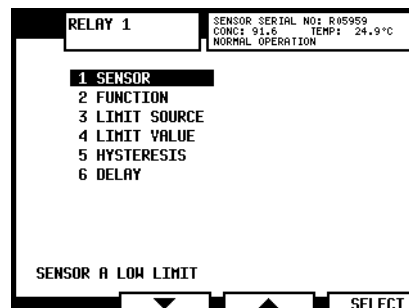 RELAY 1
SENSOR SERIAL NO: R05959
CONC: 91.6 TEMP: 24.9°C
NORMAL OPERATION
1 SENSOR
2 FUNCTION
3 LIMIT SOURCE
4 LIMIT VALUE
5 HYSTERESIS
6 DELAY
SENSOR A LOW LIMIT
SELECT